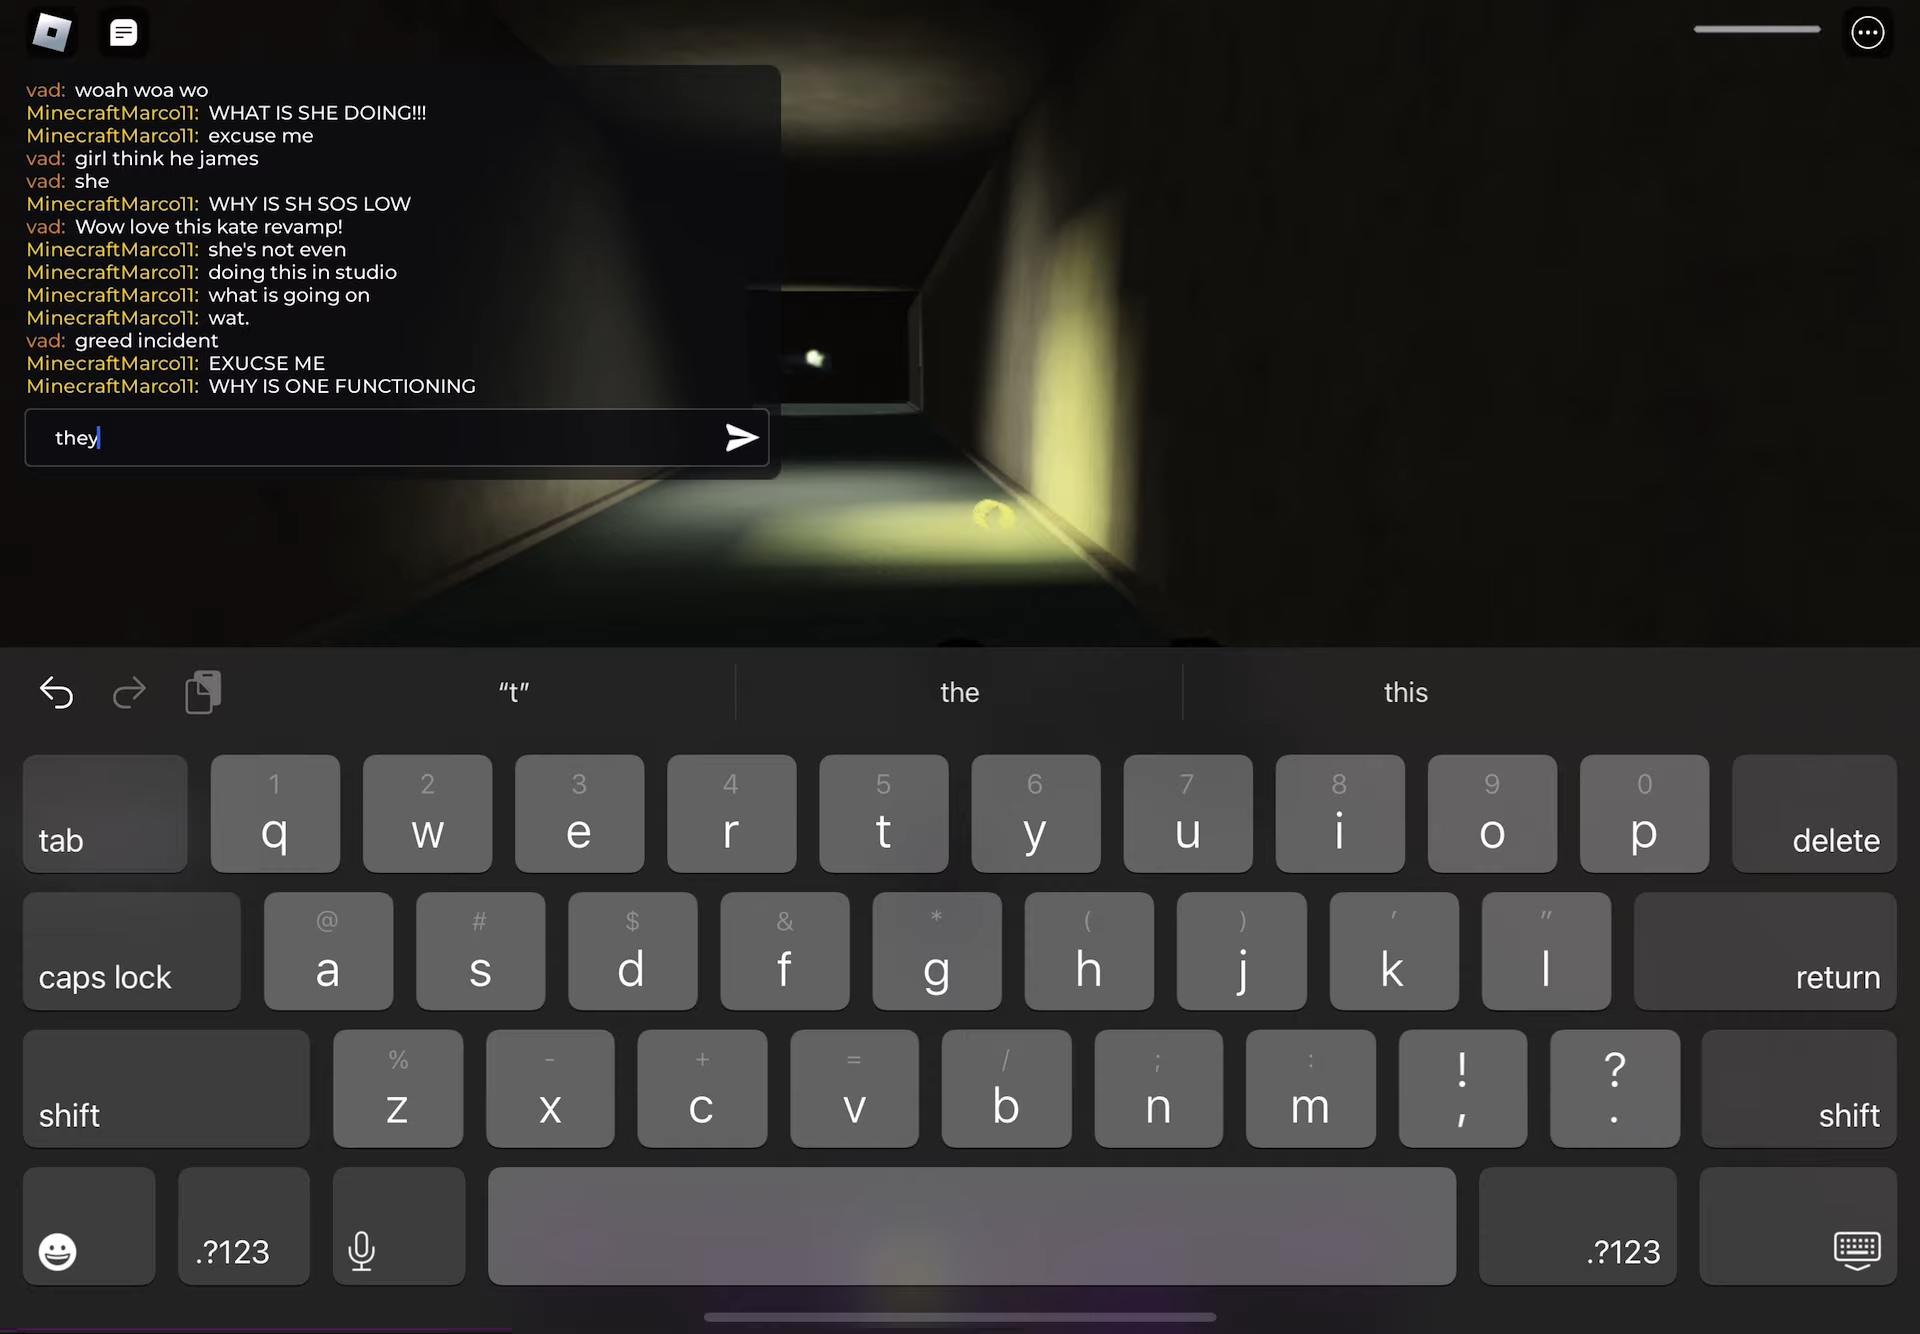 vad: woah woa wo
MinecraftMarco11: WHAT IS SHE DOING!!!
MinecraftMarco11: excuse me
vad: girl think he james
vad: she
MinecraftMarco11: WHY IS SH SOS LOW
vad: Wow love this kate revamp!
MinecraftMarco11: she's not even
MinecraftMarco11: doing this in studio
MinecraftMarco11: what is going on
MinecraftMarco11: wat.
vad: greed incident
MinecraftMarco11: EXUCSE ME
MinecraftMarco11: WHY IS ONE FUNCTIONING
they
“t” the this
1 2 3 4 5 6 7 8 9 0
tab q w e r t y u i o p delete
@ # $ & * ( ) ' "
caps lock a s d f g h j k l return
% - + = / ; : ! ?
shift z x c v b n m , . shift
.?123 .?123